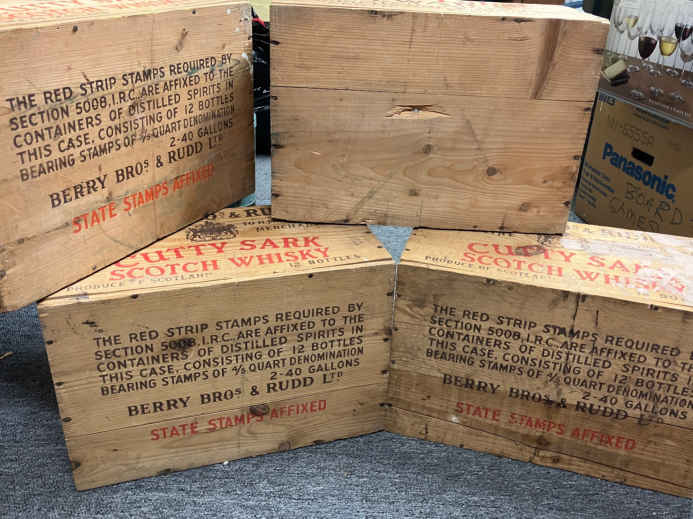 THE RED STRIP STAMPS REQUIRED BY
SECTION 5008, I.R.C. ARE AFFIXED TO THE
CONTAINERS OF DISTILLED SPIRITS IN
THIS CASE, CONSISTING OF 12 BOTTLES
BEARING STAMPS OF 4/5 QUART DENOMINATION
2-40 GALLONS
BERRY BROS & RUDD LTD
STATE STAMPS AFFIXED
Panasonic
BOARD
GAMES
& RUDD
CUTTY SARK
SCOTCH WHISKY
PRODUCE OF SCOTLAND
12 BOTTLES
THE RED STRIP STAMPS REQUIRED BY
SECTION 5008, I.R.C. ARE AFFIXED TO THE
CONTAINERS OF DISTILLED SPIRITS IN
THIS CASE, CONSISTING OF 12 BOTTLES
BEARING STAMPS OF 4/5 QUART DENOMINATION
2-40 GALLONS
BERRY BROS & RUDD LTD
STATE STAMPS AFFIXED
CUTTY SARK
SCOTCH WHISKY
PRODUCE OF SCOTLAND
THE RED STRIP STAMPS REQUIRED
SECTION 5008, I.R.C. ARE AFFIXED TO
CONTAINERS OF DISTILLED SPIRITS
THIS CASE, CONSISTING OF 12 BOTTLES
BEARING STAMPS OF 4/5 QUART DENOMINATION
2-40 GALLONS
BERRY BROS & RUDD LTD
STATE STAMPS AFFIXED